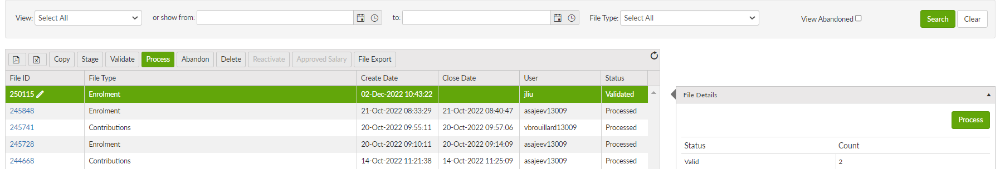 View: Select All or show from: to: File Type: Select All View Abandoned Search Clear
Copy Stage Validate Process Abandon Delete Reactivate Approved Salary File Export
File ID File Type Create Date Close Date User Status
250115 Enrolment 02-Dec-2022 10:43:22 jliu Validated
File Details
245848 Enrolment 21-Oct-2022 08:33:29 21-Oct-2022 08:40:47 asajeev13009 Processed
Process
245741 Contributions 20-Oct-2022 09:55:11 20-Oct-2022 09:57:06 vbrouillard13009 Processed
245728 Enrolment 20-Oct-2022 09:10:11 20-Oct-2022 09:14:09 asajeev13009 Processed
Status Count
244668 Contributions 14-Oct-2022 11:21:38 14-Oct-2022 11:25:09 asajeev13009 Processed
Valid 2